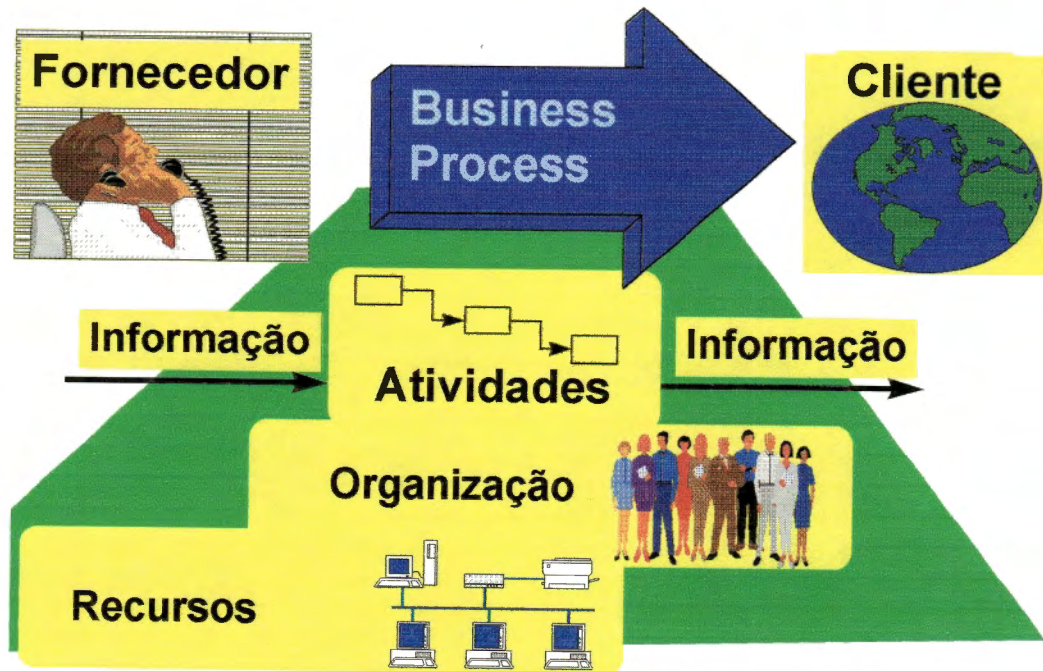 Fornecedor
Business
Process
Cliente
Informação
Informação
Atividades
Organização
Recursos